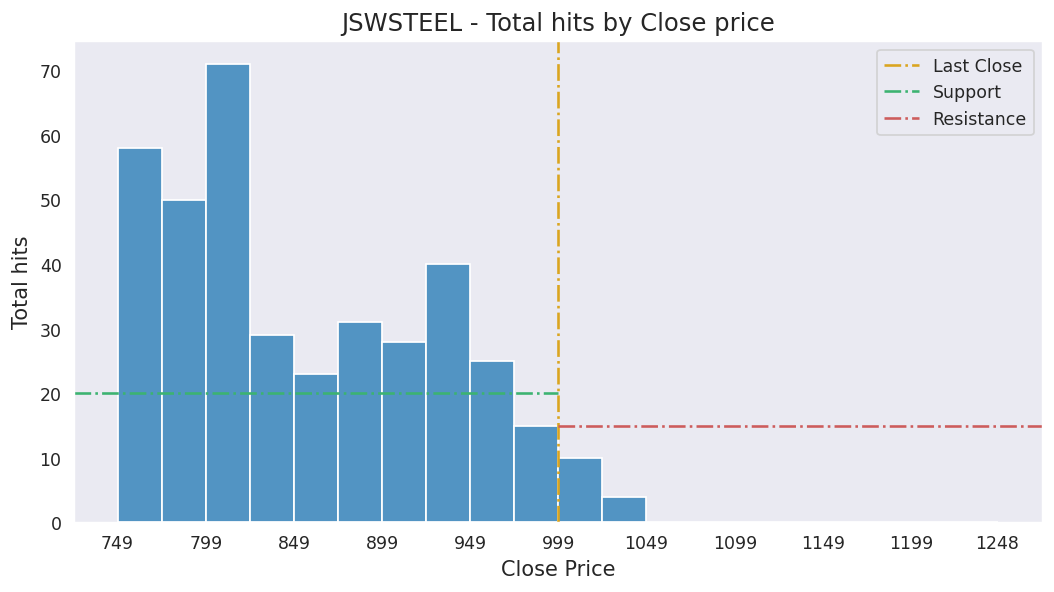 JSWSTEEL - Total hits by Close price
Last Close
Support
Resistance
Total hits
70
60
50
40
30
20
10
0
749 799 849 899 949 999 1049 1099 1149 1199 1248
Close Price